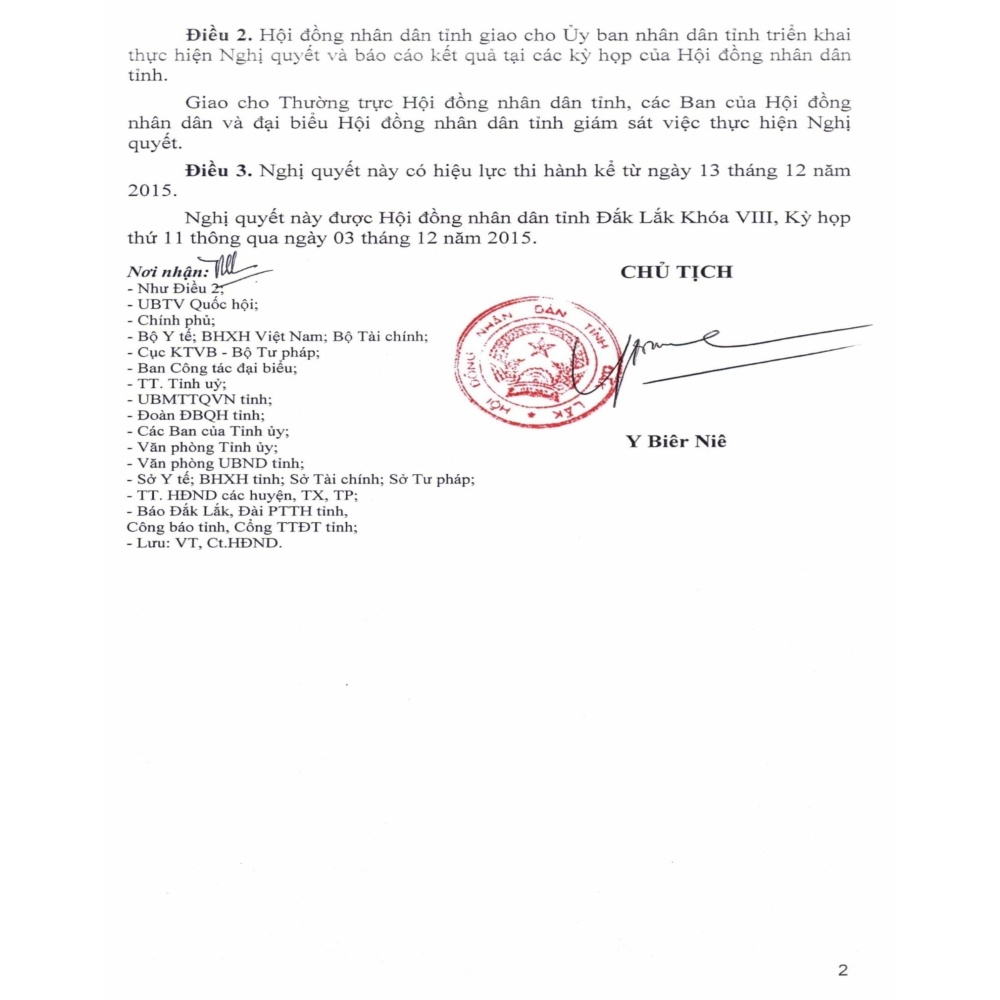 Điều 2. Hội đồng nhân dân tỉnh giao cho Ủy ban nhân dân tỉnh triển khai
thực hiện Nghị quyết và báo cáo kết quả tại các kỳ họp của Hội đồng nhân dân
tỉnh.
Giao cho Thường trực Hội đồng nhân dân tỉnh, các Ban của Hội đồng
nhân dân và đại biểu Hội đồng nhân dân tỉnh giám sát việc thực hiện Nghị
quyết.
Điều 3. Nghị quyết này có hiệu lực thi hành kể từ ngày 13 tháng 12 năm
2015.
Nghị quyết này được Hội đồng nhân dân tỉnh Đắk Lắk Khóa VIII, Kỳ họp
thứ 11 thông qua ngày 03 tháng 12 năm 2015.
Nơi nhận:
- Như Điều 2;
- UBTV Quốc hội;
- Chính phủ;
- Bộ Y tế; BHXH Việt Nam; Bộ Tài chính;
- Cục KTVB - Bộ Tư pháp;
- Ban Công tác đại biểu;
- TT. Tỉnh uỷ;
- UBMTTQVN tỉnh;
- Đoàn ĐBQH tỉnh;
- Các Ban của Tỉnh ủy;
- Văn phòng Tỉnh ủy;
- Văn phòng UBND tỉnh;
- Sở Y tế; BHXH tỉnh; Sở Tài chính; Sở Tư pháp;
- TT. HĐND các huyện, TX, TP;
- Báo Đắk Lắk, Đài PTTH tỉnh,
Công báo tỉnh, Cổng TTĐT tỉnh;
- Lưu: VT, Ct.HĐND.
CHỦ TỊCH
HỘI ĐỒNG NHÂN DÂN TỈNH ĐẮK LẮK
Y Biêr Niê
2